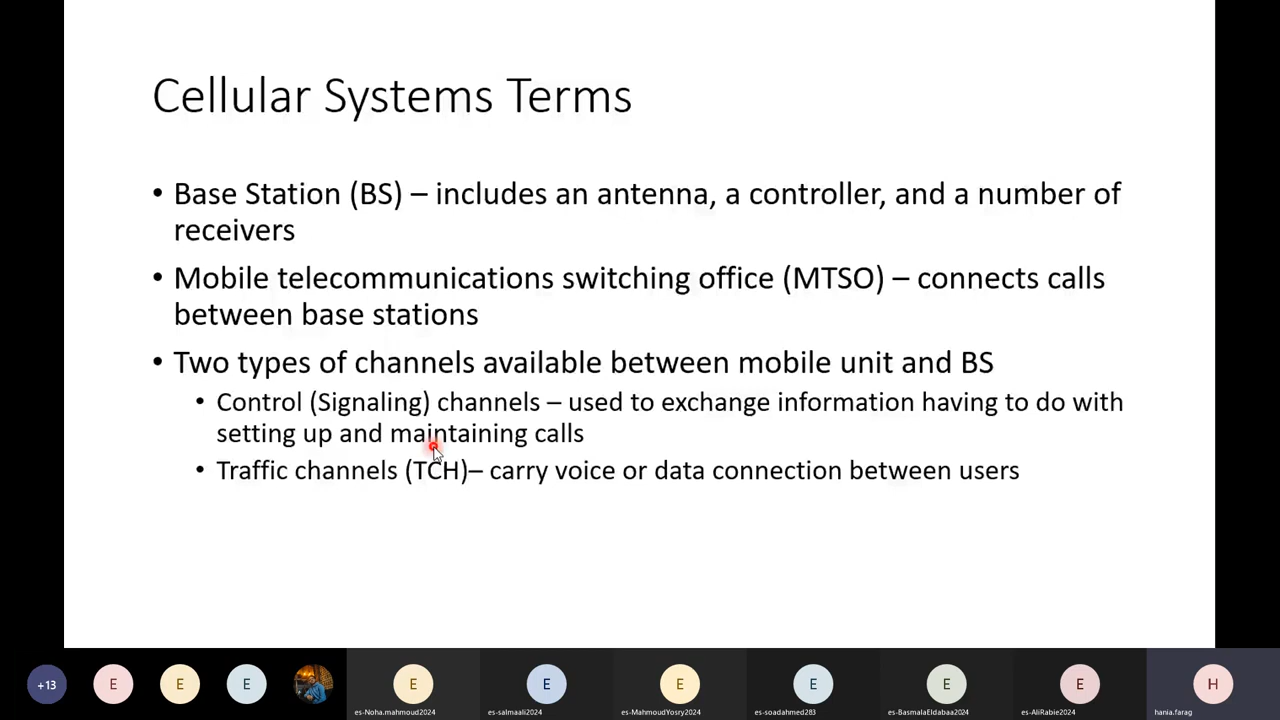 Cellular Systems Terms
• Base Station (BS) – includes an antenna, a controller, and a number of
receivers
• Mobile telecommunications switching office (MTSO) – connects calls
between base stations
• Two types of channels available between mobile unit and BS
• Control (Signaling) channels – used to exchange information having to do with
setting up and maintaining calls
• Traffic channels (TCH)– carry voice or data connection between users
+13
E
E
E
E
E
E
E
E
E
H
es-Noha.mahmoud2024
es-salmaali2024
es-MahmoudYosry2024
es-soadahmed283
es-BasmalaEldabaa2024
es-AliRabie2024
hania.farag